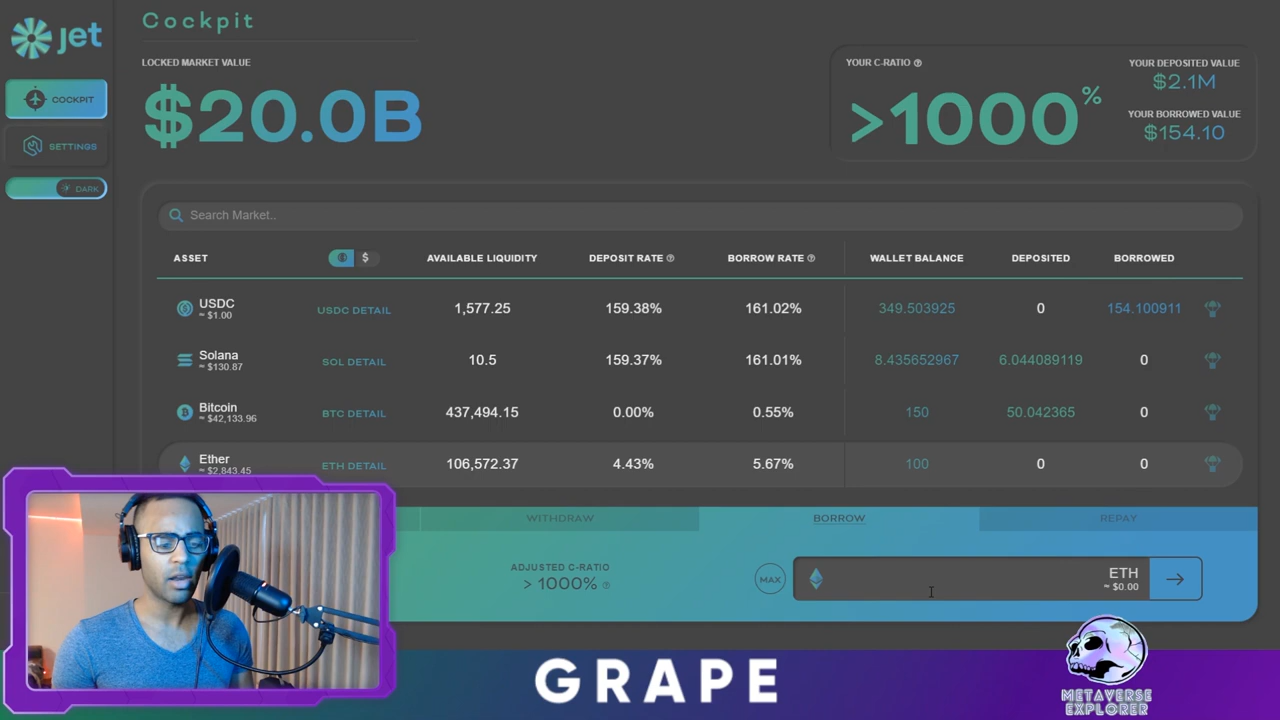 jet
Cockpit
COCKPIT
SETTINGS
DARK
LOCKED MARKET VALUE
$20.0B
YOUR C-RATIO ?
>1000%
YOUR DEPOSITED VALUE
$2.1M
YOUR BORROWED VALUE
$154.10
Search Market..
ASSET $ AVAILABLE LIQUIDITY DEPOSIT RATE ? BORROW RATE ? WALLET BALANCE DEPOSITED BORROWED
USDC
≈ $1.00
USDC DETAIL 1,577.25 159.38% 161.02% 349.503925 0 154.100911
Solana
≈ $130.87
SOL DETAIL 10.5 159.37% 161.01% 8.435652967 6.044089119 0
Bitcoin
≈ $42,133.96
BTC DETAIL 437,494.15 0.00% 0.55% 150 50.042365 0
Ether
≈ $2,843.45
ETH DETAIL 106,572.37 4.43% 5.67% 100 0 0
WITHDRAW BORROW REPAY
ADJUSTED C-RATIO
> 1000% ?
MAX
ETH
≈ $0.00
GRAPE
METAVERSE
EXPLORER